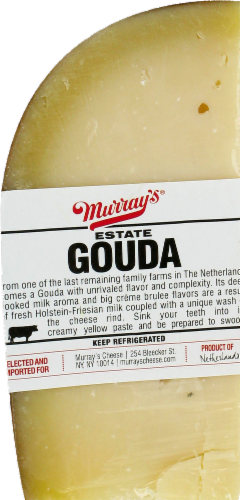 Murray's®
ESTATE
GOUDA
rom one of the last remaining family farms in The Netherland
omes a Gouda with unrivaled flavor and complexity. Its dee
ooked milk aroma and big crème brulee flavors are a resu
f fresh Holstein-Friesian milk coupled with a unique wash
the cheese rind. Sink your teeth into i
creamy yellow paste and be prepared to swoo
KEEP REFRIGERATED
ELECTED AND
MPORTED FOR
Murray's Cheese | 254 Bleecker St.
NY, NY 10014 | murrayscheese.com
PRODUCT OF
Netherlands